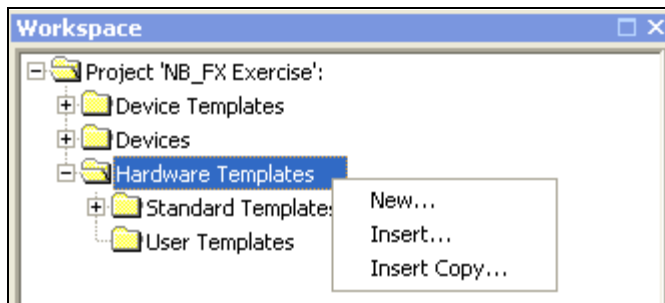 Workspace
Project 'NB_FX Exercise':
Device Templates
Devices
Hardware Templates
Standard Templates
User Templates
New...
Insert...
Insert Copy...